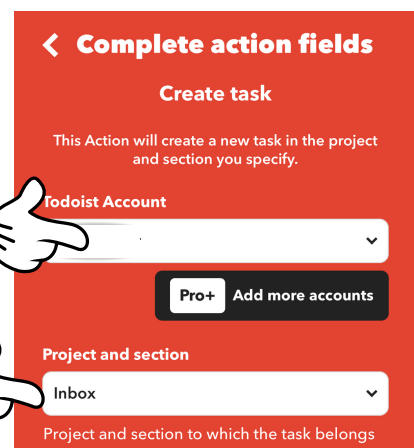 Complete action fields
Create task
This Action will create a new task in the project
and section you specify.
Todoist Account
Pro+ Add more accounts
Project and section
Inbox
Project and section to which the task belongs